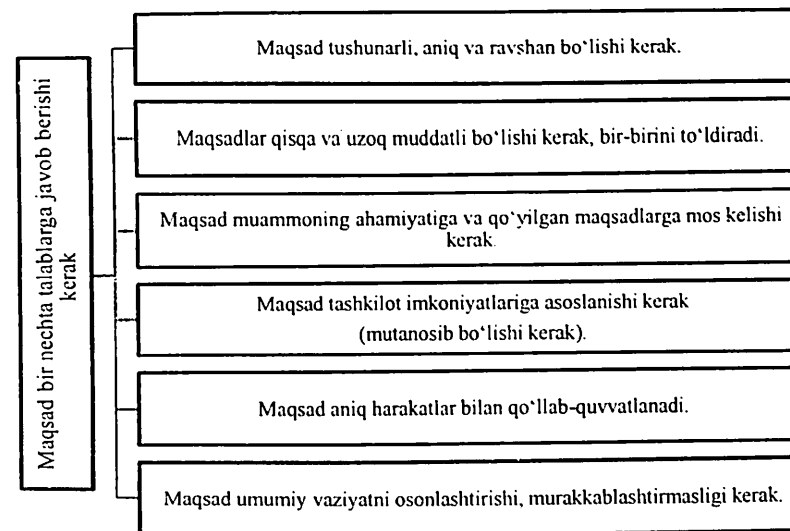 Maqsad bir nechta talablarga javob berishi
kerak
Maqsad tushunarli, aniq va ravshan bo‘lishi kerak.
Maqsadlar qisqa va uzoq muddatli bo‘lishi kerak, bir-birini to‘ldiradi.
Maqsad muammoning ahamiyatiga va qo‘yilgan maqsadlarga mos kelishi
kerak.
Maqsad tashkilot imkoniyatlariga asoslanishi kerak
(mutanosib bo‘lishi kerak).
Maqsad aniq harakatlar bilan qo‘llab-quvvatlanadi.
Maqsad umumiy vaziyatni osonlashtirishi, murakkablashtirmasligi kerak.